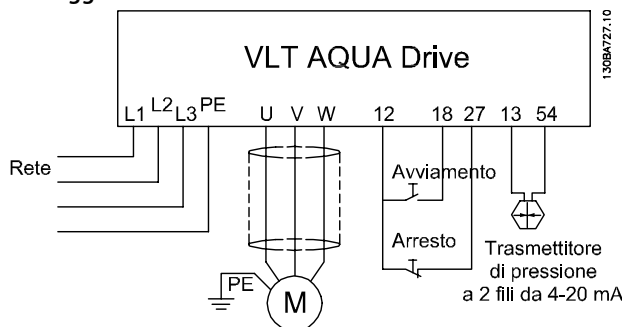 130BA727.10
VLT AQUA Drive
L1 L2 L3 PE U V W 12 18 27 13 54
Rete
Avviamento
Arresto
PE
M
Trasmettitore
di pressione
a 2 fili da 4-20 mA